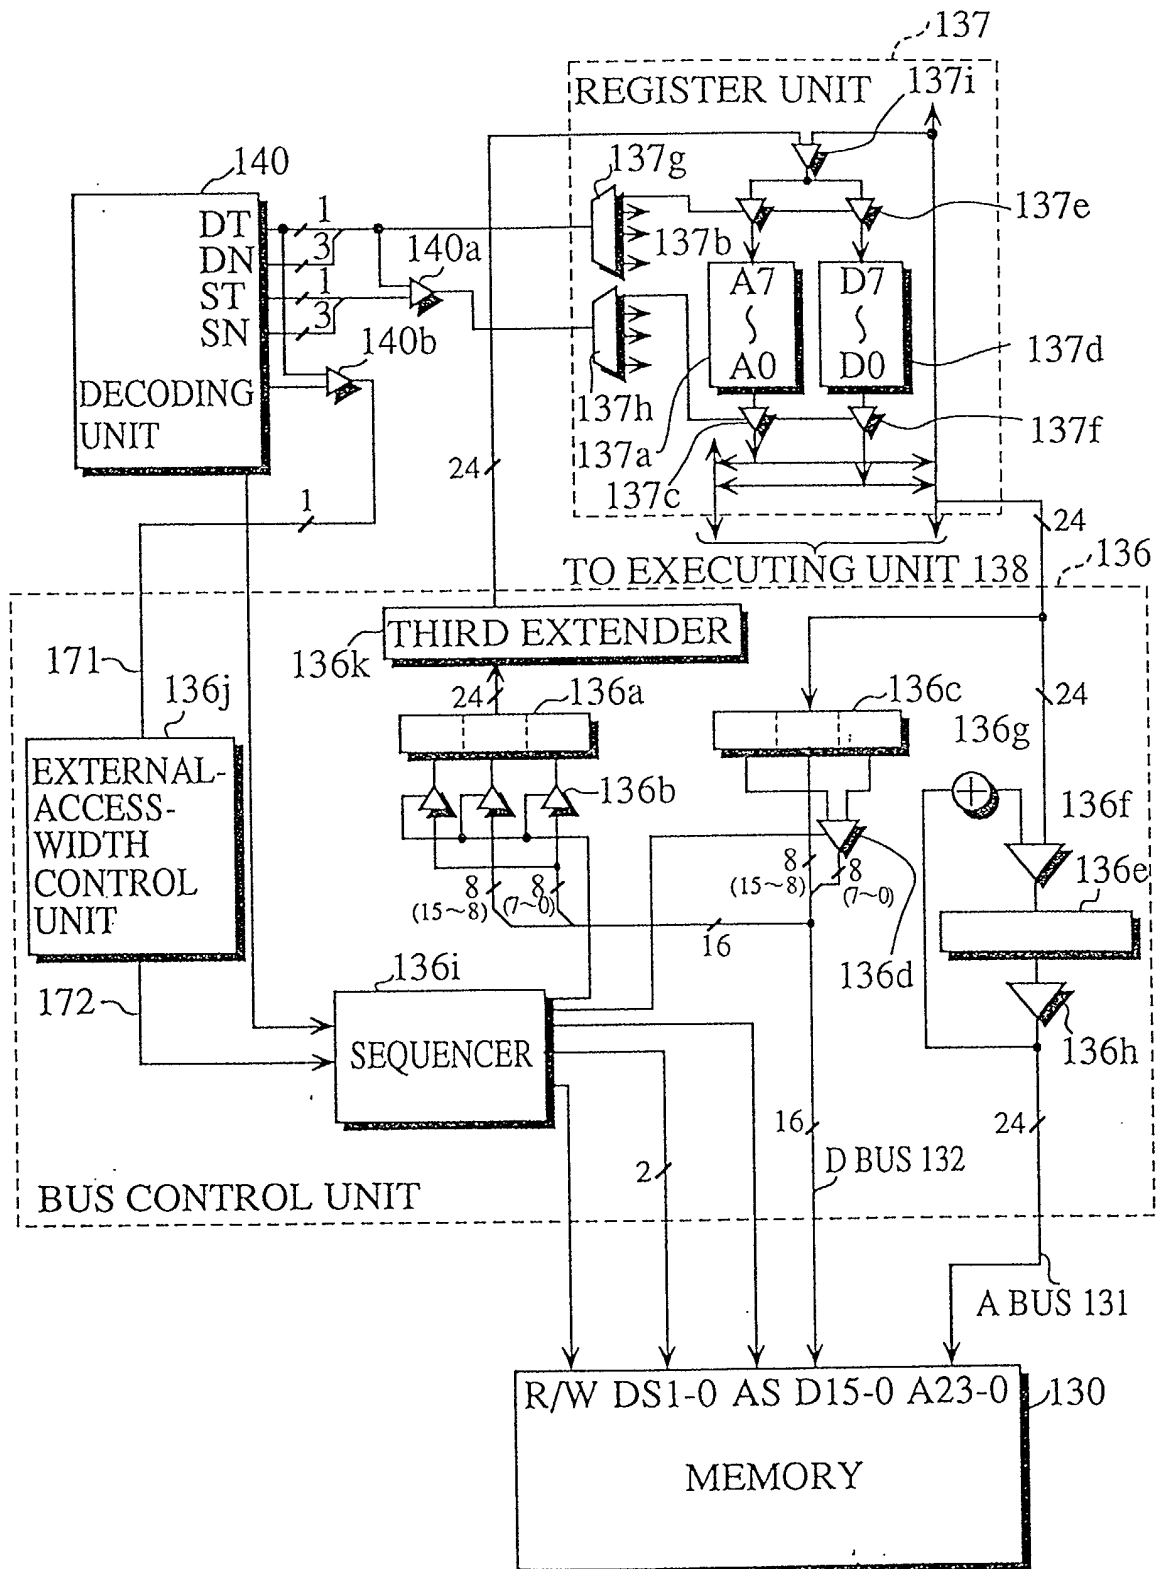 137
REGISTER UNIT
137i
140
137g
DT
1
137e
DN
3
140a
137b
ST
1
A7
D7
SN
3
140b
A0
D0
137d
DECODING
UNIT
137h
137f
137a
137c
24
1
24
TO EXECUTING UNIT 138
136
THIRD EXTENDER
171
136k
24
136a
136c
24
136j
136g
EXTERNAL-
ACCESS-
WIDTH
CONTROL
UNIT
136b
136f
8
8
8
8
136e
(15~8)
(7~0)
(15~8)
(7~0)
16
136d
172
136i
SEQUENCER
136h
16
24
2
D BUS 132
BUS CONTROL UNIT
A BUS 131
R/W DS1-0 AS D15-0 A23-0
130
MEMORY